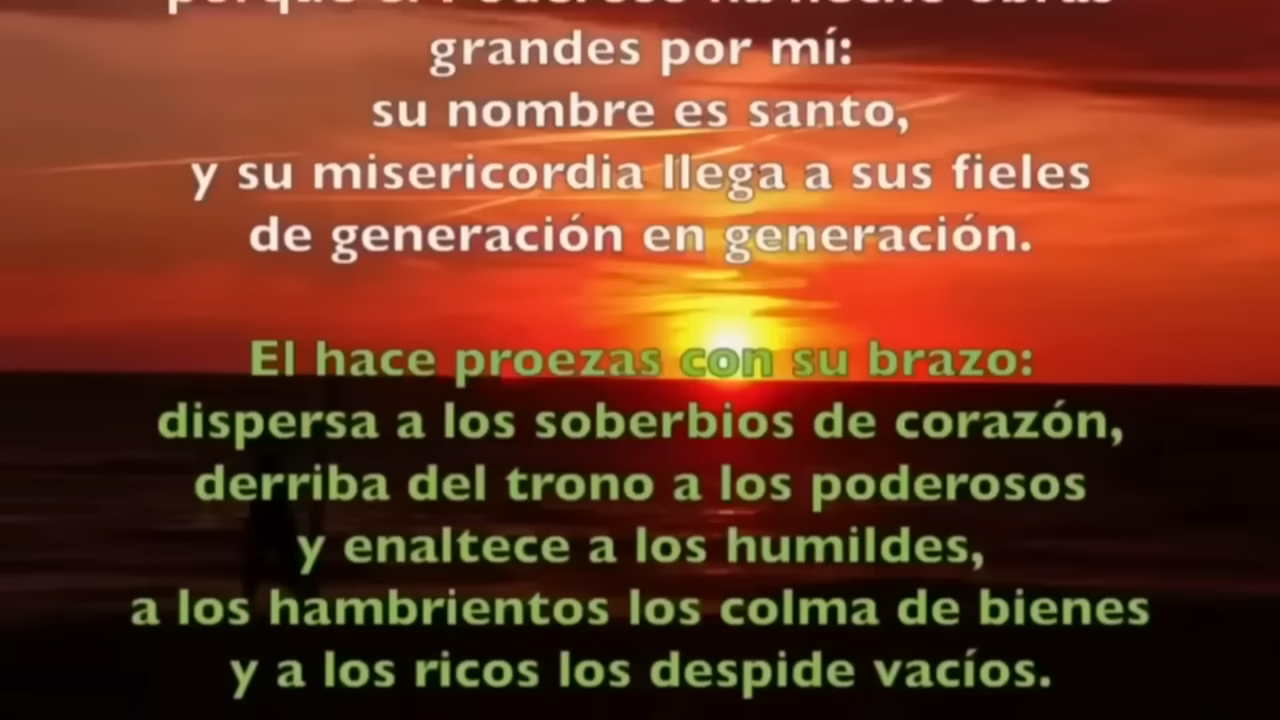 grandes por mí:
su nombre es santo,
y su misericordia llega a sus fieles
de generación en generación.
El hace proezas con su brazo:
dispersa a los soberbios de corazón,
derriba del trono a los poderosos
y enaltece a los humildes,
a los hambrientos los colma de bienes
y a los ricos los despide vacíos.